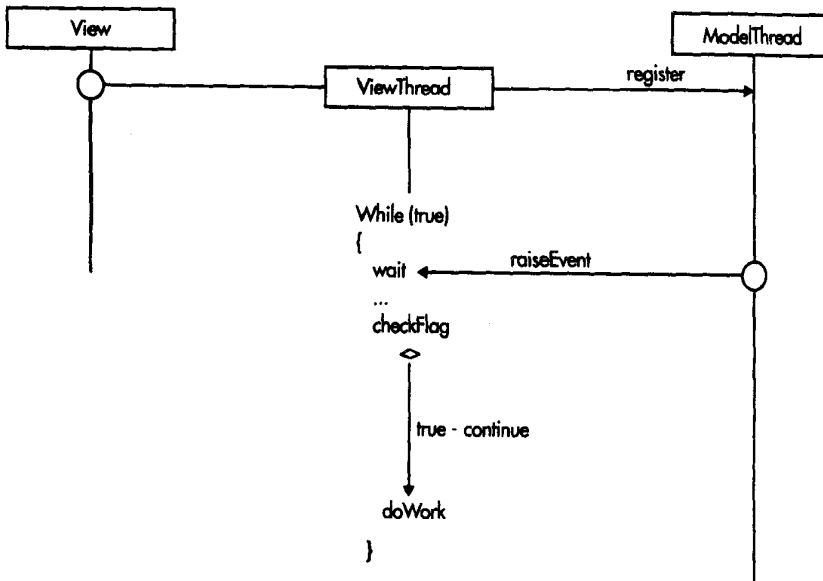 View
ModelThread
register
ViewThread
While (true)
{
wait
raiseEvent
...
checkFlag
true - continue
doWork
}